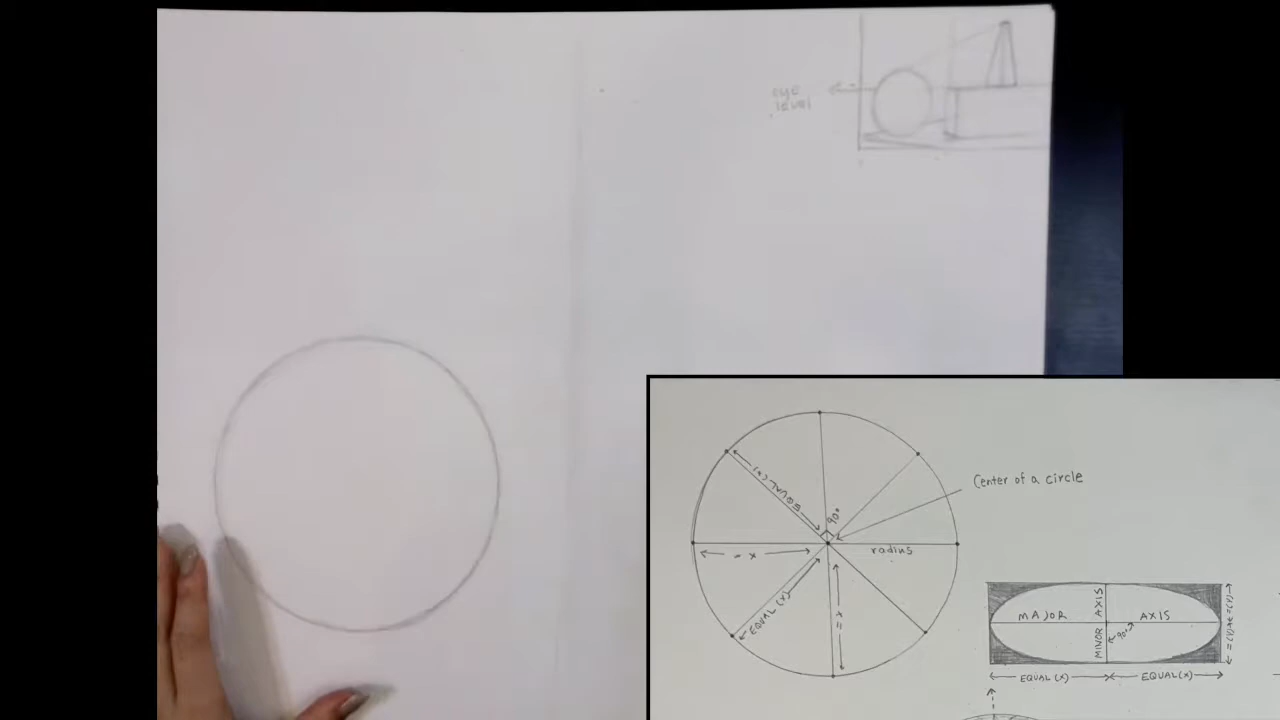 eye
level
Center of a circle
EQUAL (x)
90°
radius
= x
EQUAL (x)
= x
MAJOR AXIS
MINOR AXIS
90°
EQUAL (x)
EQUAL (x)